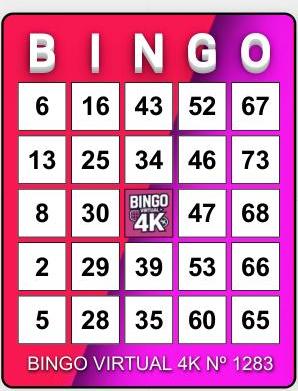 B I N G O
6 16 43 52 67
13 25 34 46 73
8 30 BINGO VIRTUAL 4K 47 68
2 29 39 53 66
5 28 35 60 65
BINGO VIRTUAL 4K Nº 1283